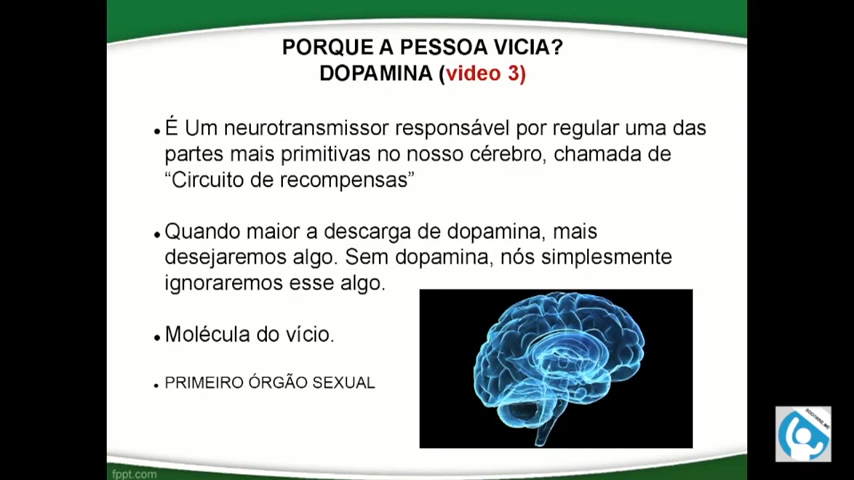 PORQUE A PESSOA VICIA?
DOPAMINA (video 3)
É Um neurotransmissor responsável por regular uma das
partes mais primitivas no nosso cérebro, chamada de
“Circuito de recompensas”
Quando maior a descarga de dopamina, mais
desejaremos algo. Sem dopamina, nós simplesmente
ignoraremos esse algo.
Molécula do vício.
PRIMEIRO ÓRGÃO SEXUAL
fppt.com